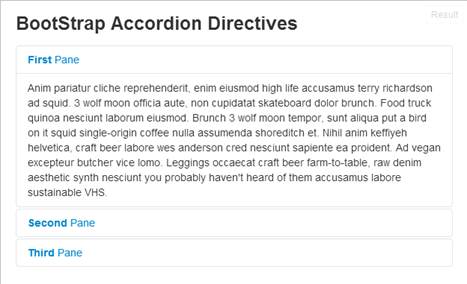 Result
BootStrap Accordion Directives
First Pane
Anim pariatur cliche reprehenderit, enim eiusmod high life accusamus terry richardson
ad squid. 3 wolf moon officia aute, non cupidatat skateboard dolor brunch. Food truck
quinoa nesciunt laborum eiusmod. Brunch 3 wolf moon tempor, sunt aliqua put a bird
on it squid single-origin coffee nulla assumenda shoreditch et. Nihil anim keffiyeh
helvetica, craft beer labore wes anderson cred nesciunt sapiente ea proident. Ad vegan
excepteur butcher vice lomo. Leggings occaecat craft beer farm-to-table, raw denim
aesthetic synth nesciunt you probably haven't heard of them accusamus labore
sustainable VHS.
Second Pane
Third Pane